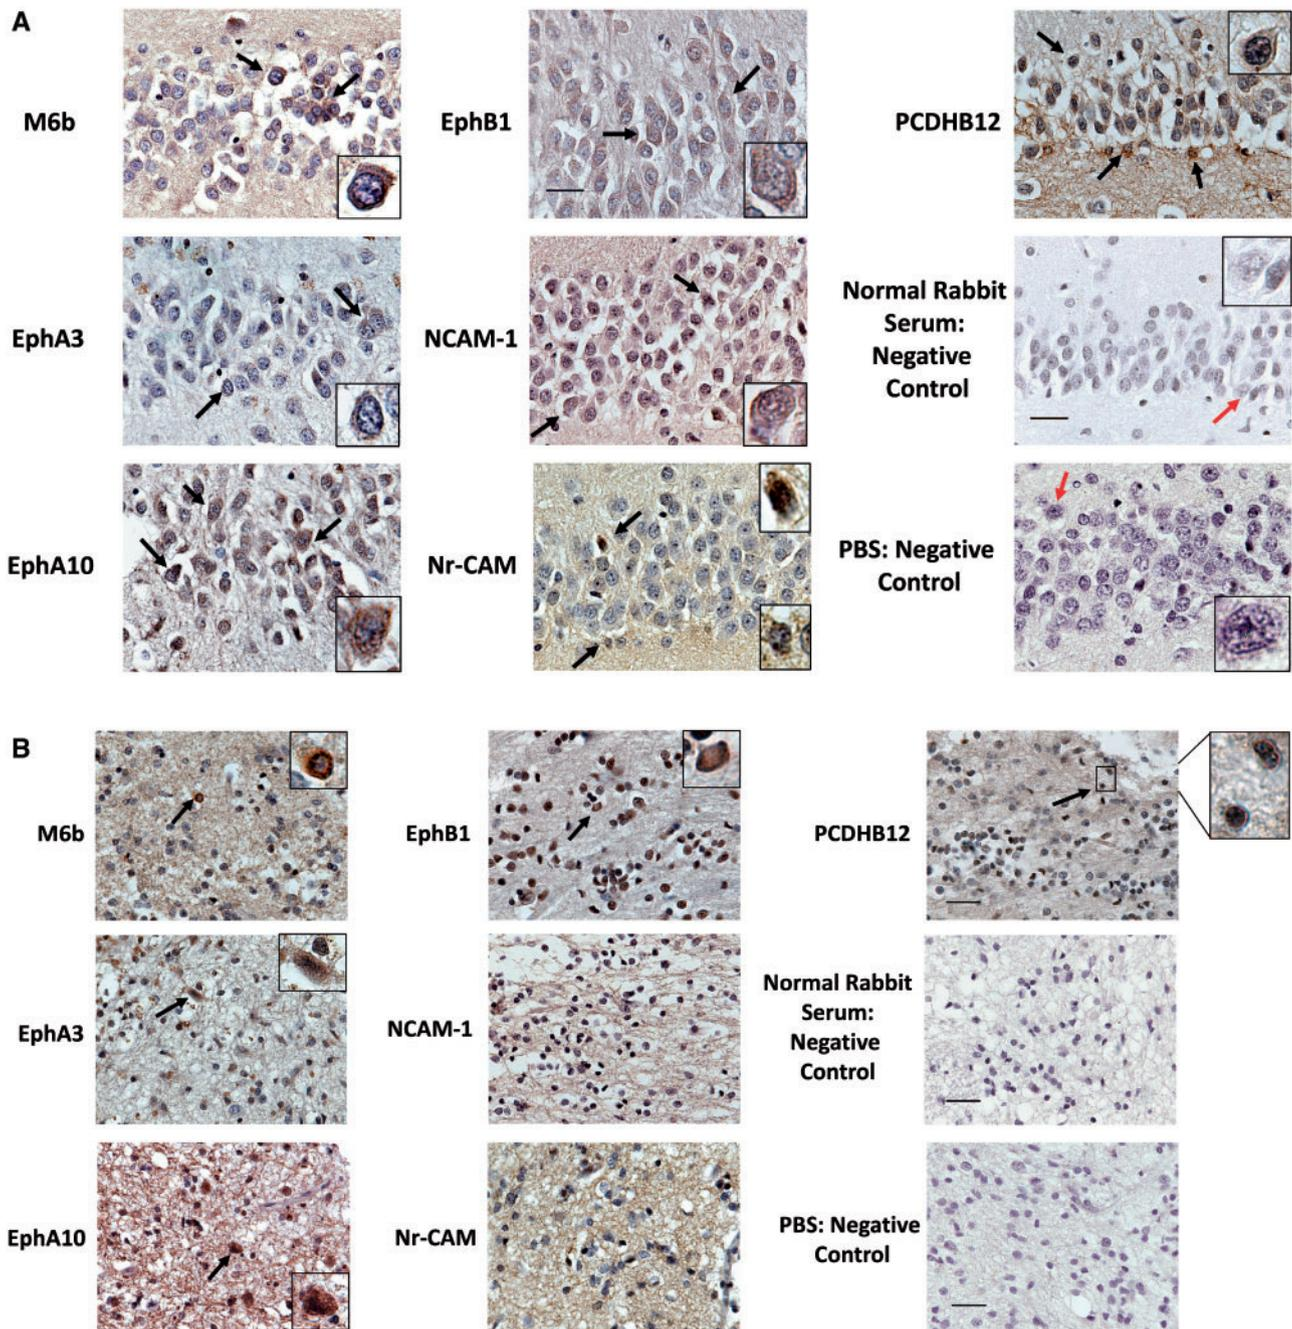 A
M6b
EphB1
PCDHB12
EphA3
NCAM-1
Normal Rabbit
Serum:
Negative
Control
EphA10
Nr-CAM
PBS: Negative
Control
B
M6b
EphB1
PCDHB12
EphA3
NCAM-1
Normal Rabbit
Serum:
Negative
Control
EphA10
Nr-CAM
PBS: Negative
Control